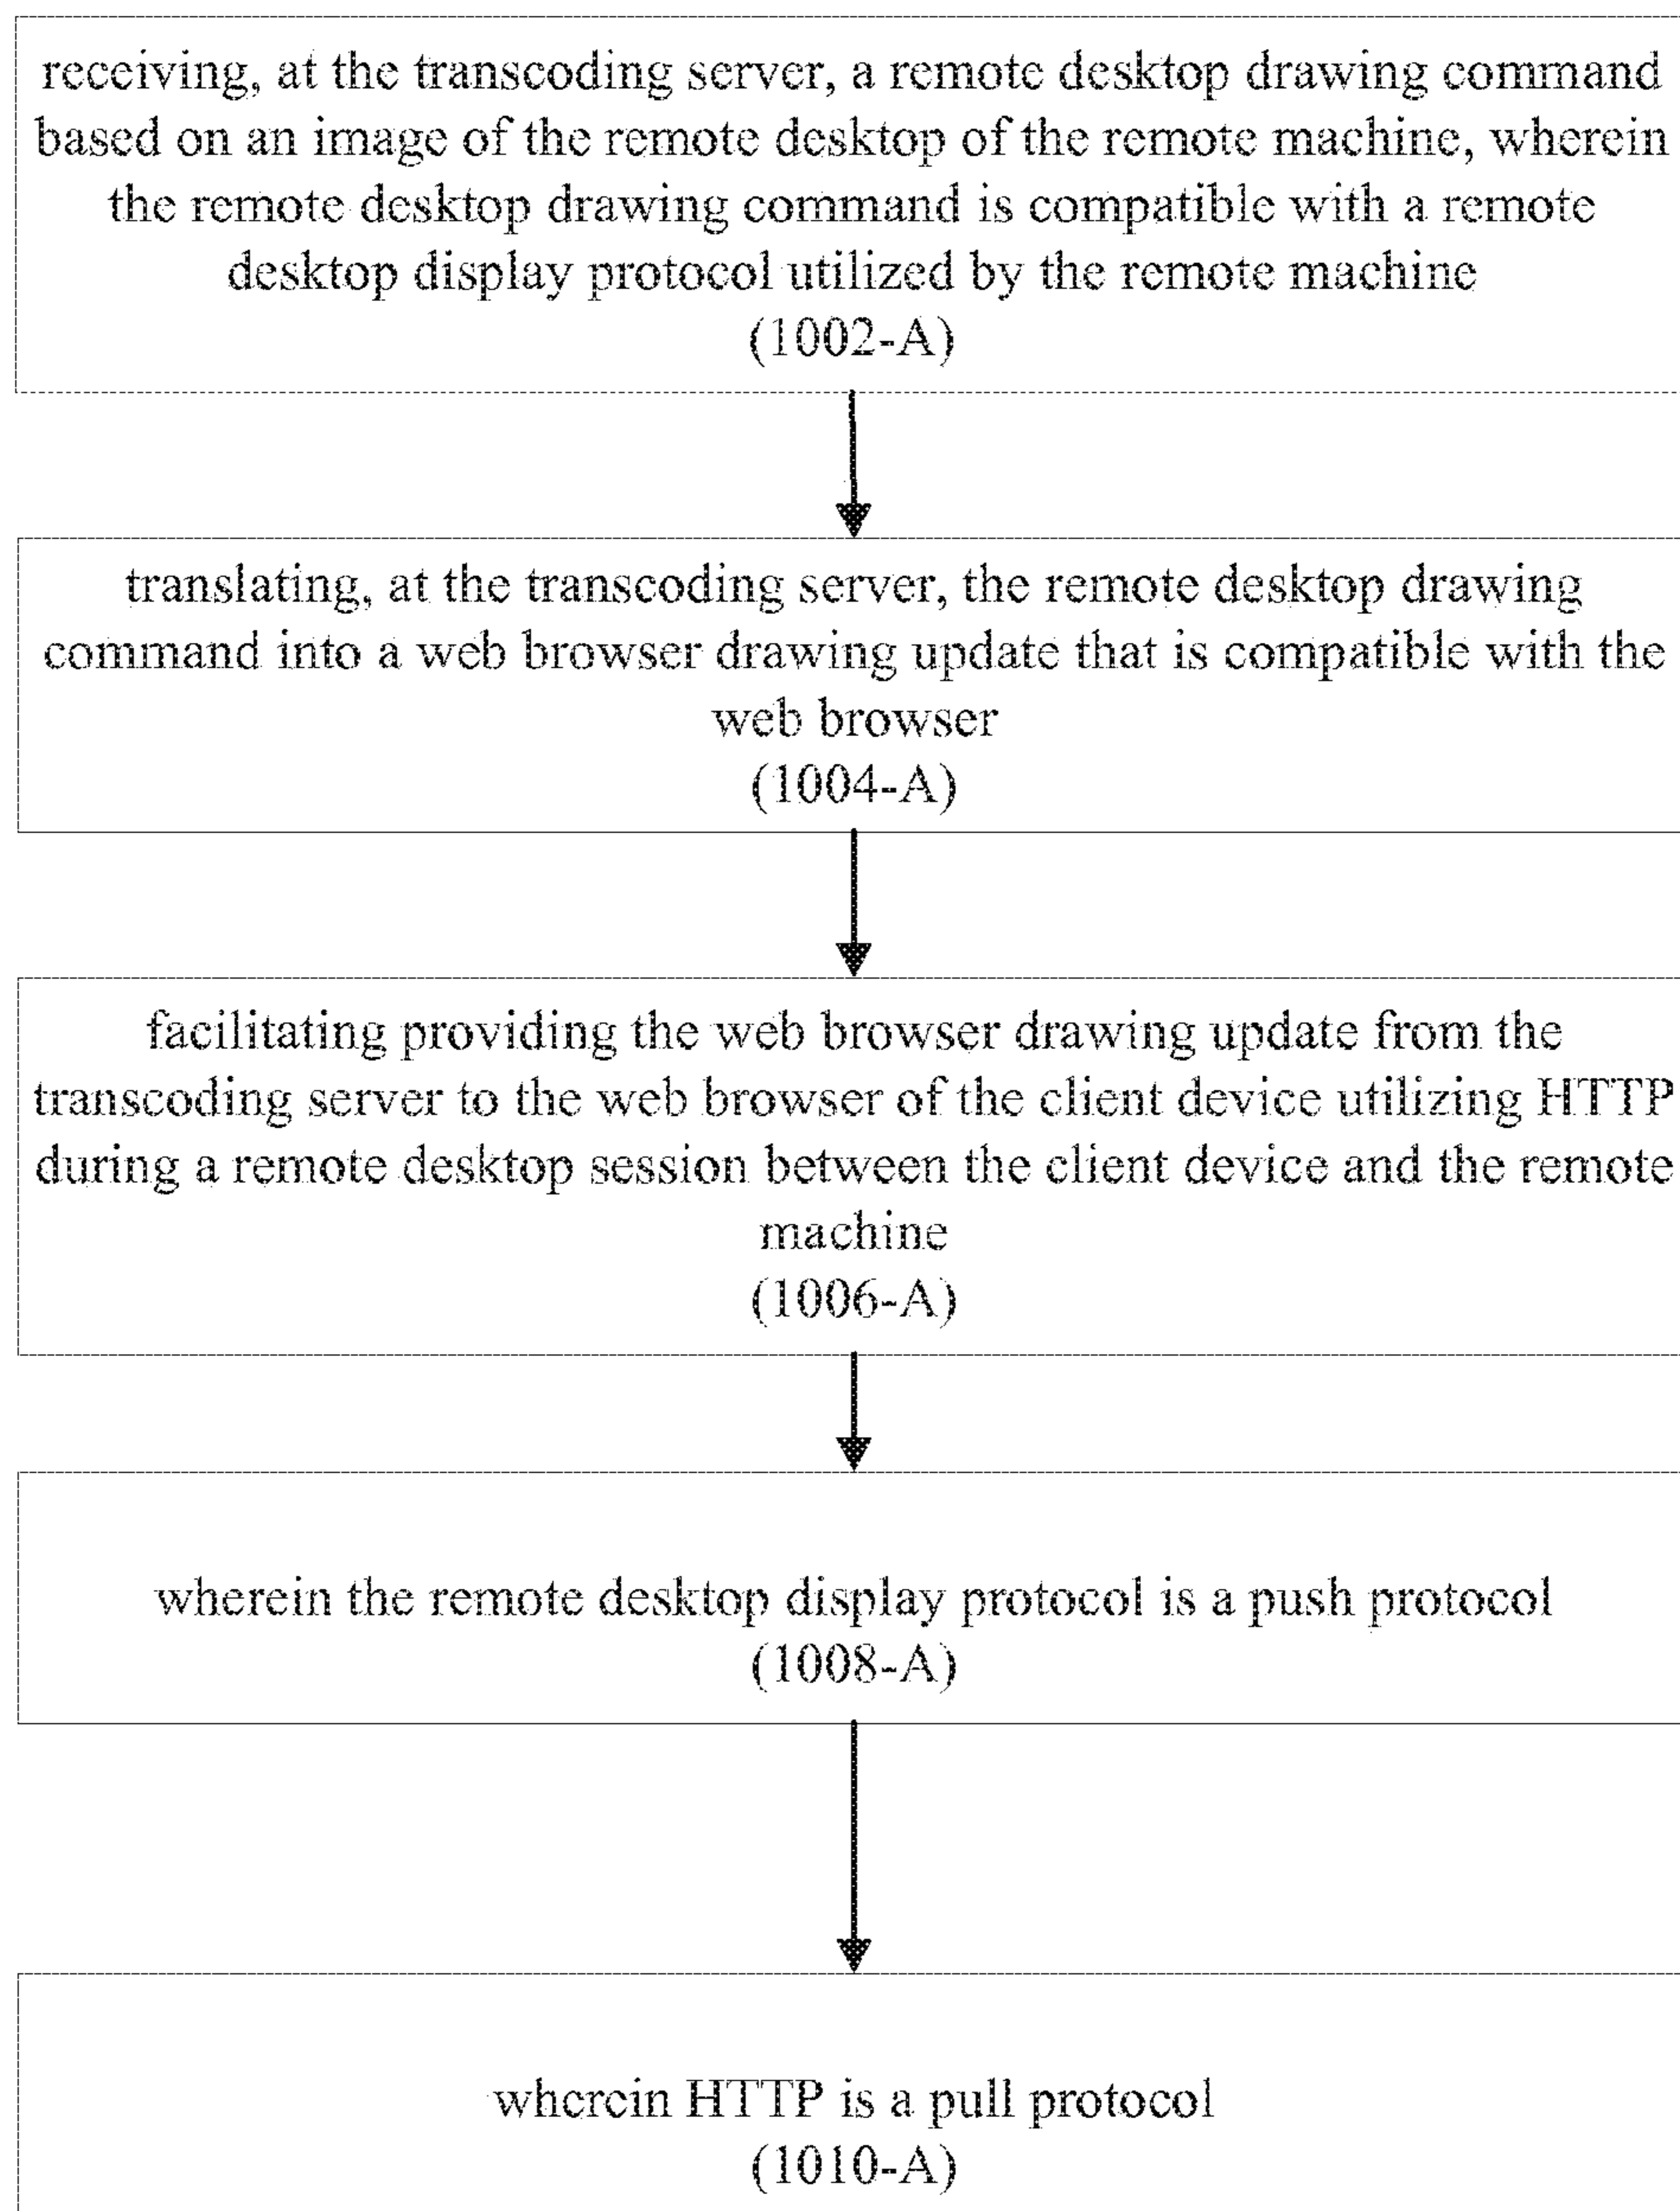 receiving, at the transcoding server, a remote desktop drawing command
based on an image of the remote desktop of the remote machine, wherein
the remote desktop drawing command is compatible with a remote
desktop display protocol utilized by the remote machine
(1002-A)
translating, at the transcoding server, the remote desktop drawing
command into a web browser drawing update that is compatible with the
web browser
(1004-A)
facilitating providing the web browser drawing update from the
transcoding server to the web browser of the client device utilizing HTTP
during a remote desktop session between the client device and the remote
machine
(1006-A)
wherein the remote desktop display protocol is a push protocol
(1008-A)
wherein HTTP is a pull protocol
(1010-A)